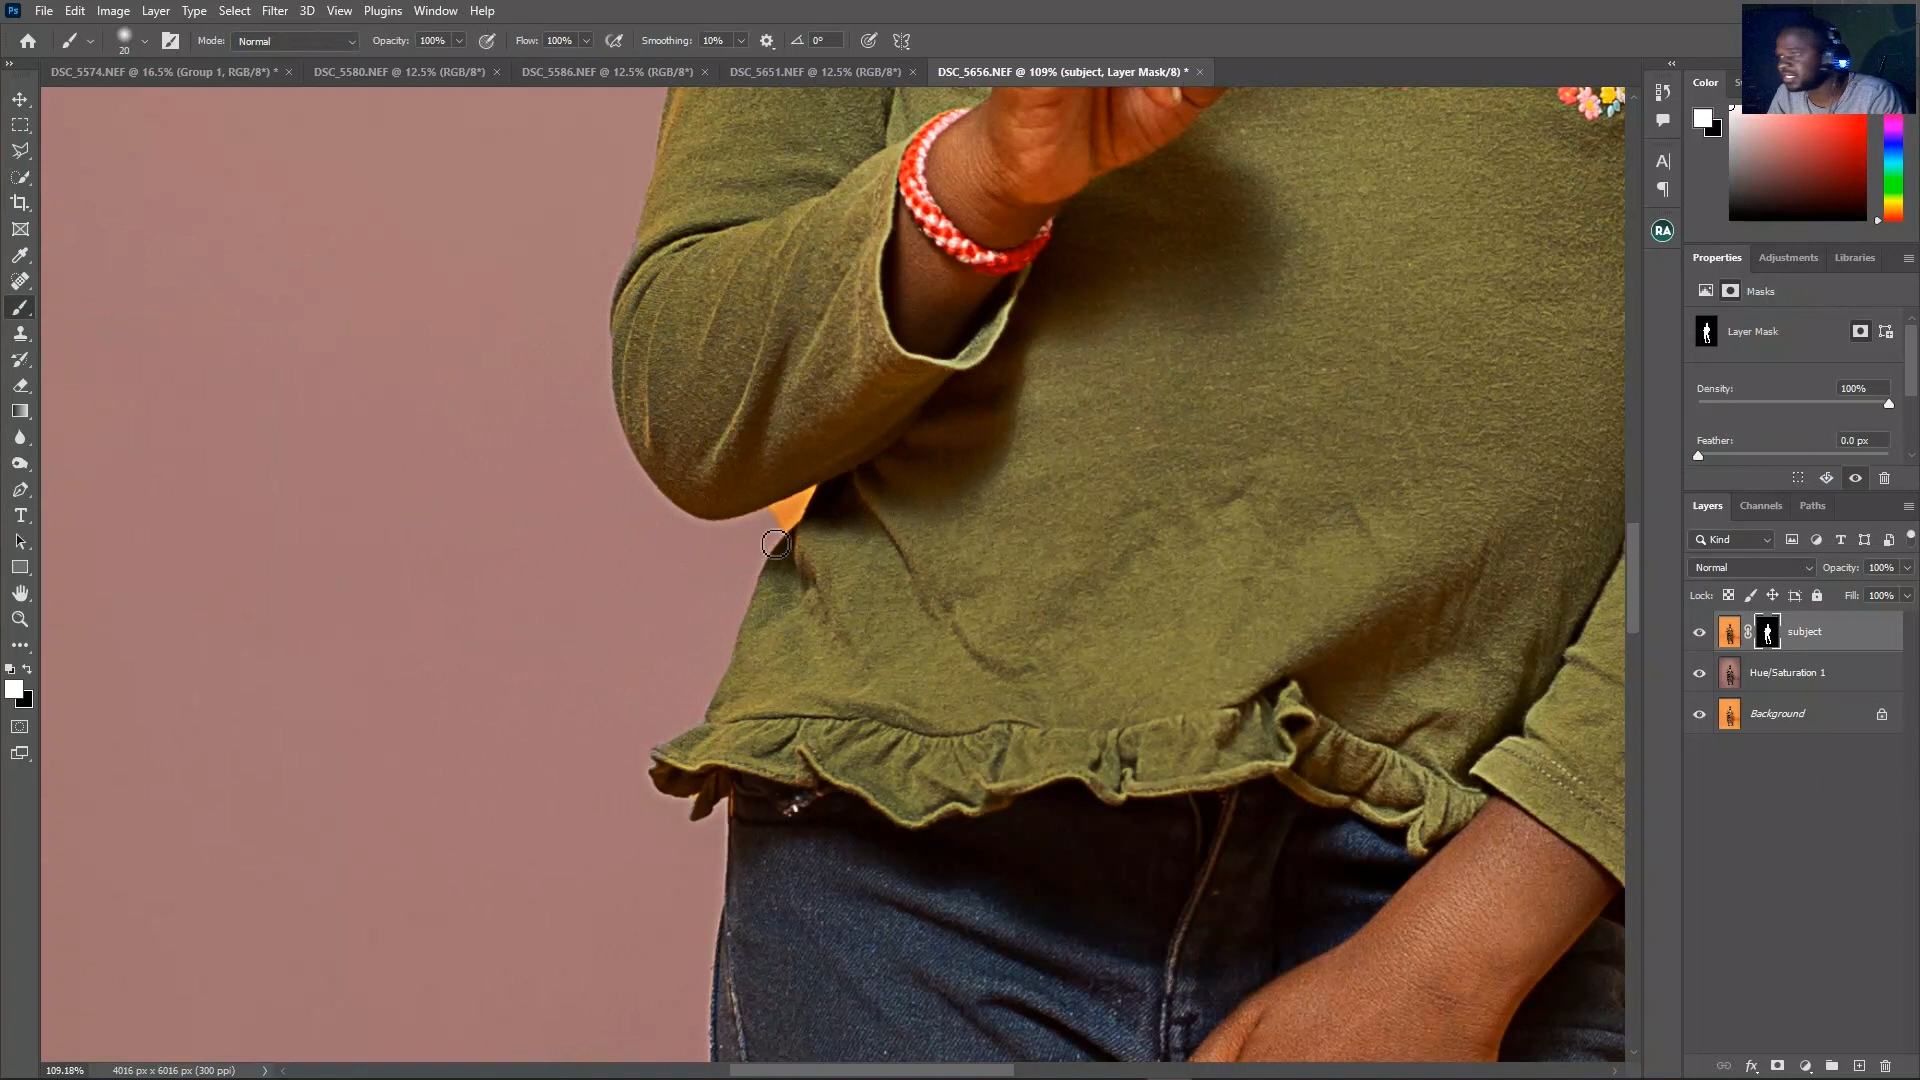 Ps File Edit Image Layer Type Select Filter 3D View Plugins Window Help
20 Mode: Normal Opacity: 100% Flow: 100% Smoothing: 10% 0°
DSC_5574.NEF @ 16.5% (Group 1, RGB/8*) * × DSC_5580.NEF @ 12.5% (RGB/8*) × DSC_5586.NEF @ 12.5% (RGB/8*) × DSC_5651.NEF @ 12.5% (RGB/8*) × DSC_5656.NEF @ 109% (subject, Layer Mask/8) * ×
Color
RA
Properties Adjustments Libraries
Masks
Layer Mask
Density: 100%
Feather: 0.0 px
Layers Channels Paths
Kind
Normal Opacity: 100%
Lock: Fill: 100%
subject
Hue/Saturation 1
Background
109.18% 4016 px x 6016 px (300 ppi)